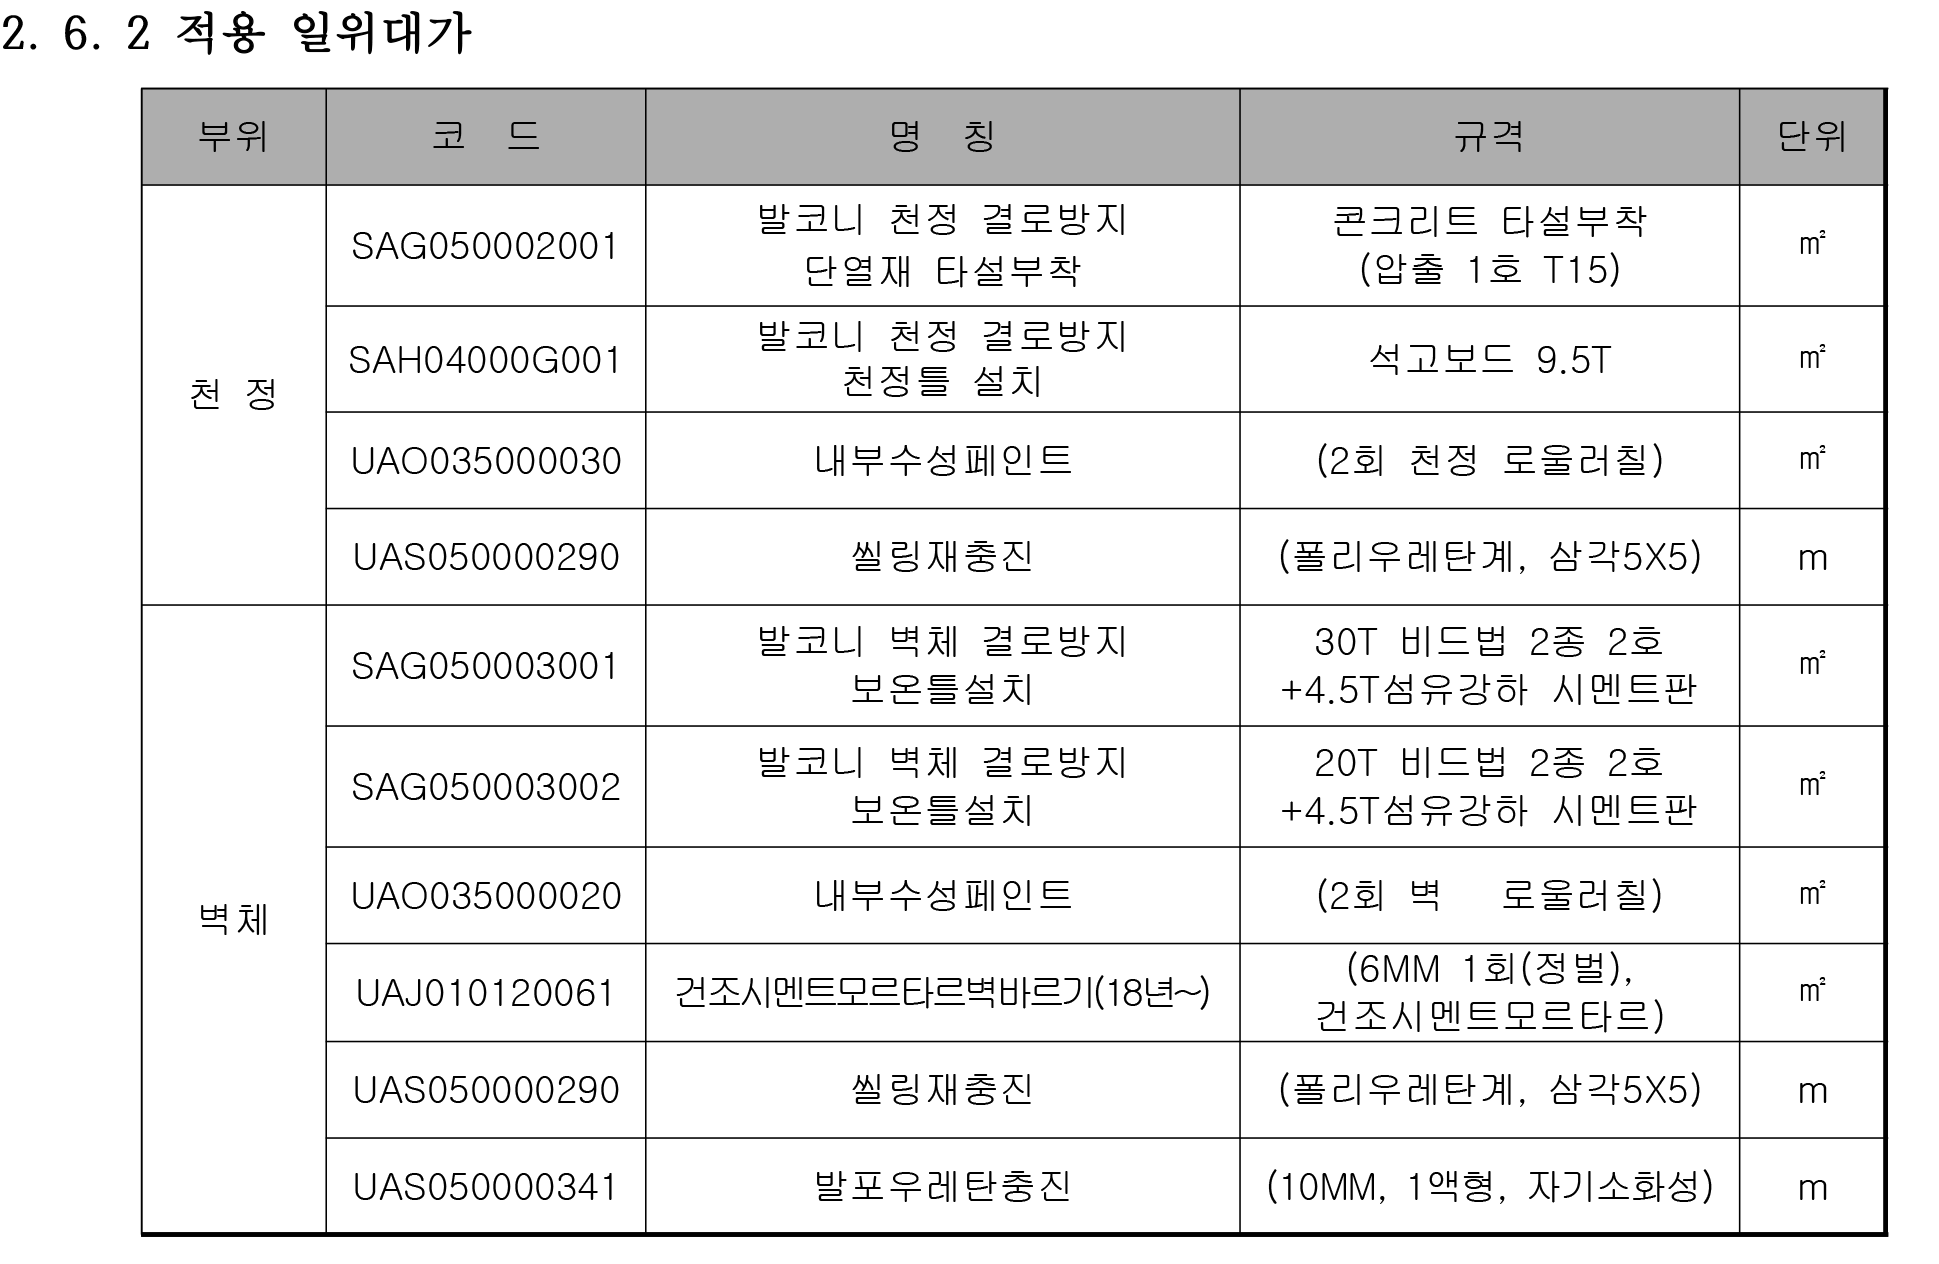 2. 6. 2 적용 일위대가
부위 코 드 명 칭 규격 단위
천 정
SAG050002001
발코니 천정 결로방지
단열재 타설부착
콘크리트 타설부착
(압출 1호 T15)
㎡
SAH04000G001
발코니 천정 결로방지
천정틀 설치
석고보드 9.5T
㎡
UAO035000030 내부수성페인트 (2회 천정 로울러칠) ㎡
UAS050000290 씰링재충진 (폴리우레탄계, 삼각5X5) m
벽체
SAG050003001
발코니 벽체 결로방지
보온틀설치
30T 비드법 2종 2호
+4.5T섬유강하 시멘트판
㎡
SAG050003002
발코니 벽체 결로방지
보온틀설치
20T 비드법 2종 2호
+4.5T섬유강하 시멘트판
㎡
UAO035000020 내부수성페인트 (2회 벽 로울러칠) ㎡
UAJ010120061 건조시멘트모르타르벽바르기(18년~)
(6MM 1회(정벌),
건조시멘트모르타르)
㎡
UAS050000290 씰링재충진 (폴리우레탄계, 삼각5X5) m
UAS050000341 발포우레탄충진 (10MM, 1액형, 자기소화성) m